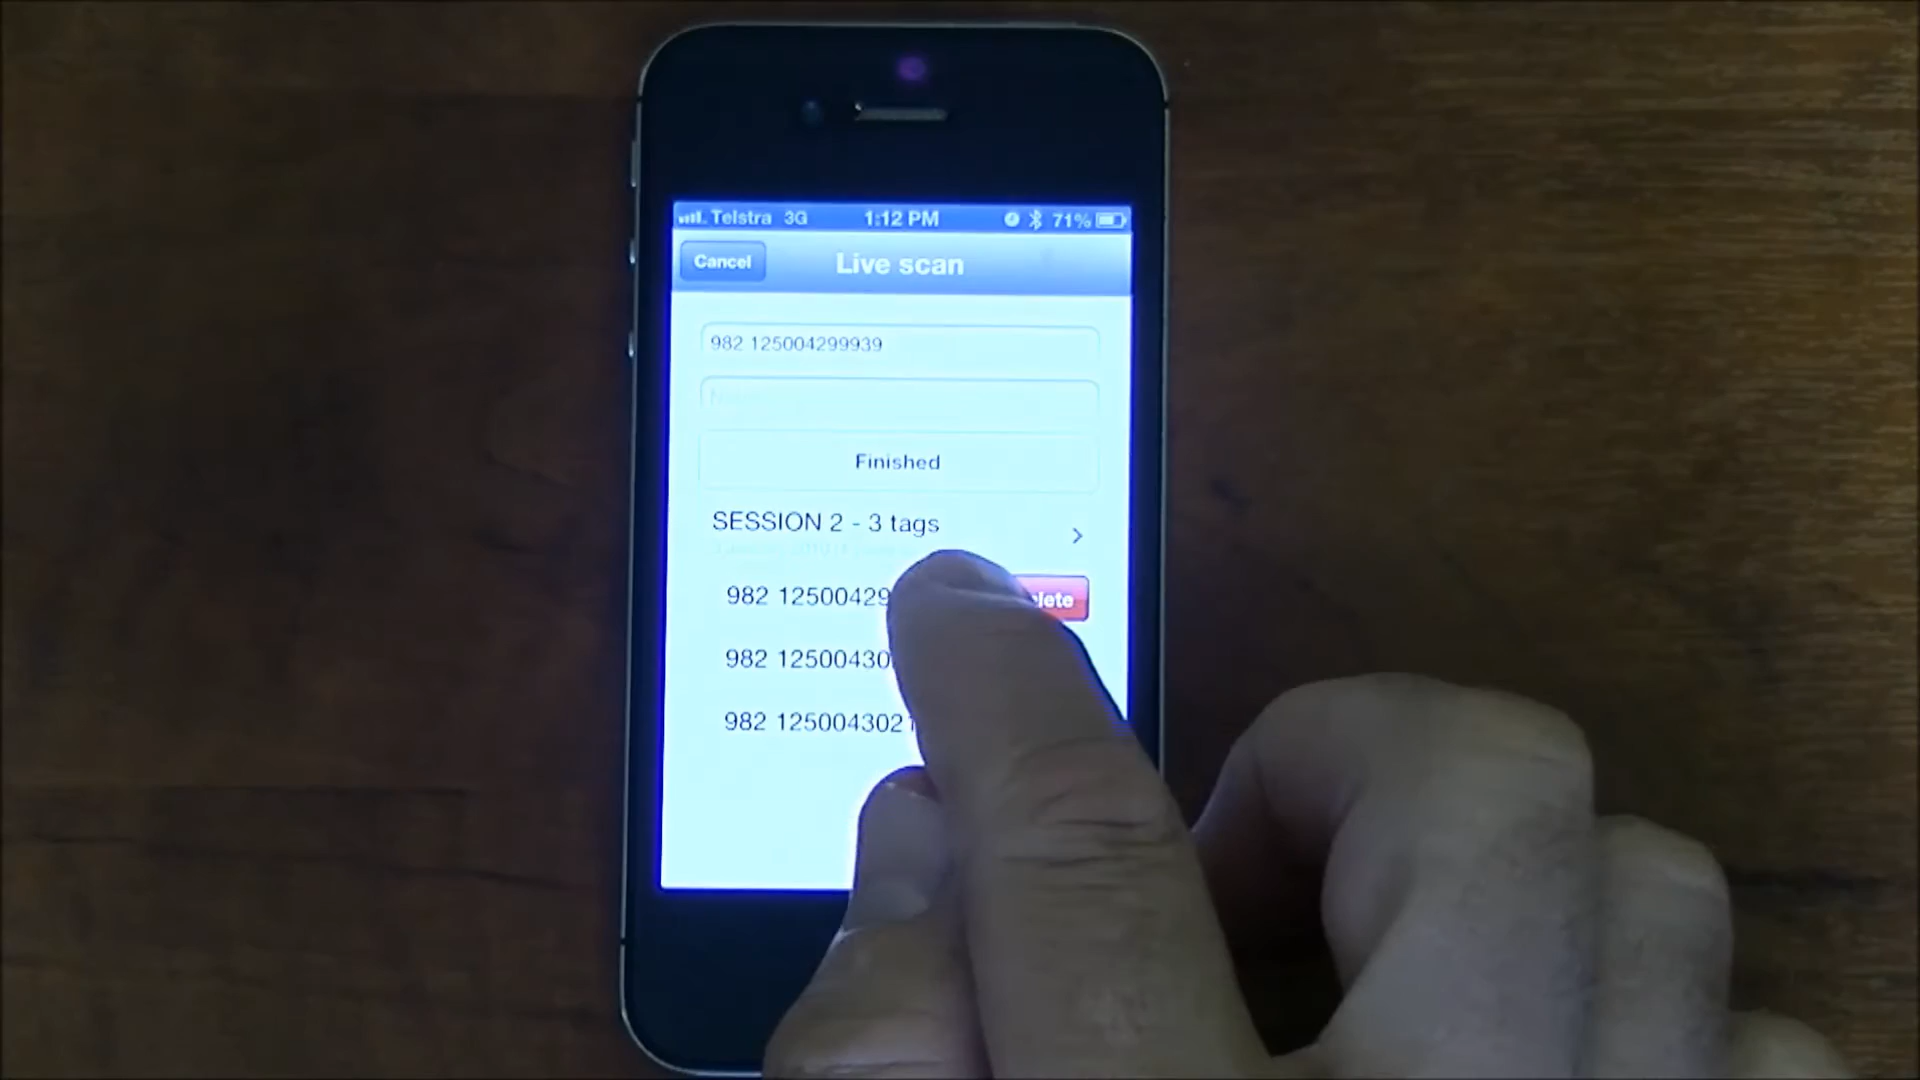 Telstra 3G 1:12 PM 71%
Cancel Live scan
982 125004299939
Finished
SESSION 2 - 3 tags
982 12500429
982 12500430
982 1250043021